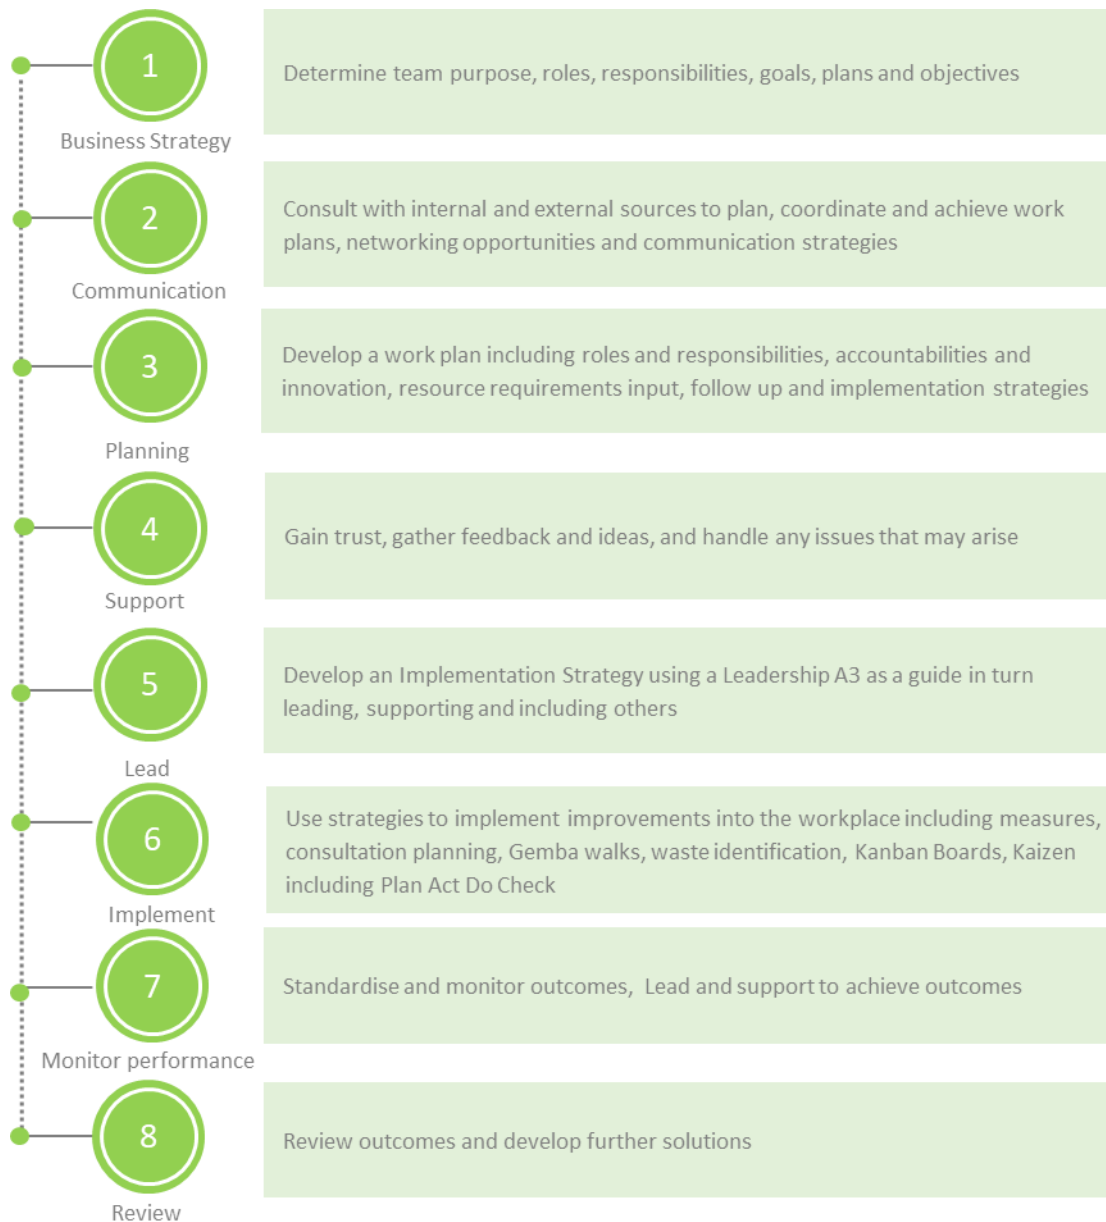 1
Business Strategy
Determine team purpose, roles, responsibilities, goals, plans and objectives
2
Communication
Consult with internal and external sources to plan, coordinate and achieve work
plans, networking opportunities and communication strategies
3
Planning
Develop a work plan including roles and responsibilities, accountabilities and
innovation, resource requirements input, follow up and implementation strategies
4
Support
Gain trust, gather feedback and ideas, and handle any issues that may arise
5
Lead
Develop an Implementation Strategy using a Leadership A3 as a guide in turn
leading, supporting and including others
6
Implement
Use strategies to implement improvements into the workplace including measures,
consultation planning, Gemba walks, waste identification, Kanban Boards, Kaizen
including Plan Act Do Check
7
Monitor performance
Standardise and monitor outcomes,  Lead and support to achieve outcomes
8
Review
Review outcomes and develop further solutions